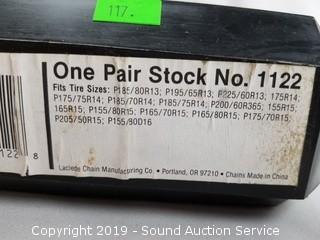 117.
One Pair Stock No. 1122
Fits Tire Sizes: P185/80R13; P195/65R13; P225/60R13; 175R14;
P175/75R14; P185/70R14; P185/75R14; P200/60R365; 155R15;
165R15; P155/80R15; P165/70R15; P165/80R15; P175/70R15;
P205/50R15; P155/80D16
122 8
Laclede Chain Manufacturing Co. • Portland, OR 97210 • Chains Made in China
Copyright 2019 - Sound Auction Service